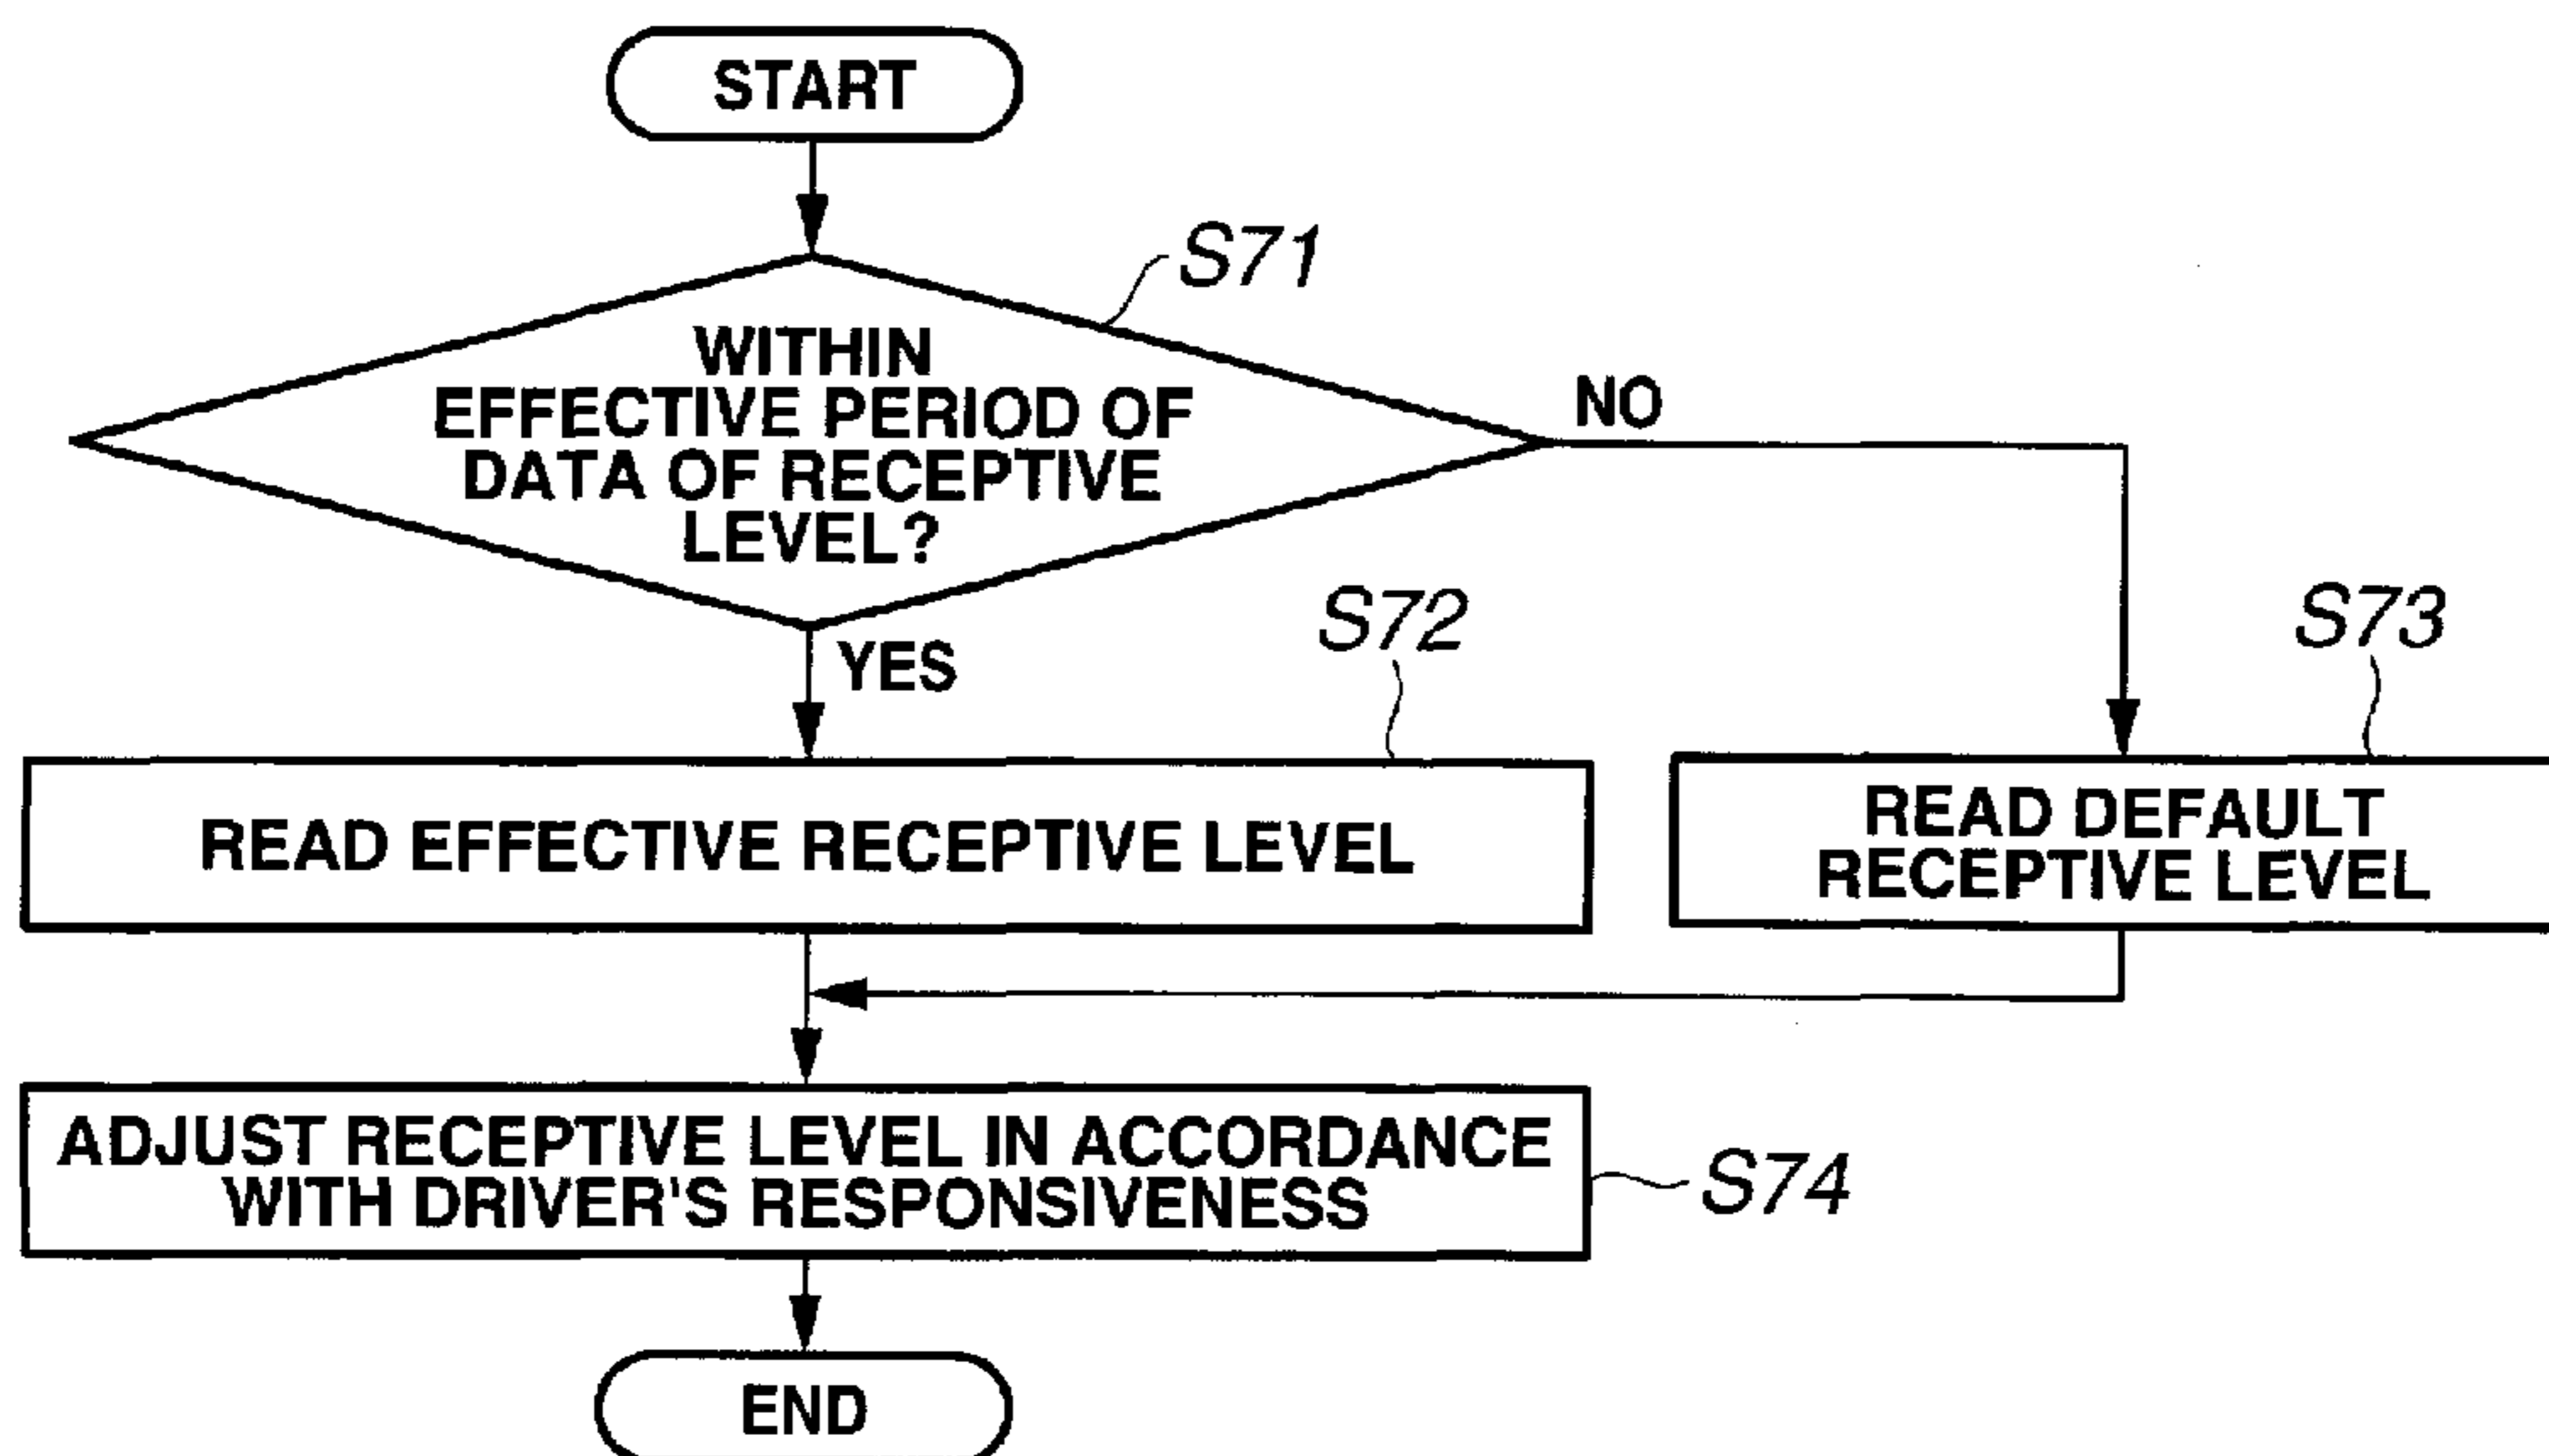 START
S71
WITHIN
EFFECTIVE PERIOD OF
DATA OF RECEPTIVE
LEVEL?
NO
YES
S72
S73
READ EFFECTIVE RECEPTIVE LEVEL
READ DEFAULT
RECEPTIVE LEVEL
ADJUST RECEPTIVE LEVEL IN ACCORDANCE
WITH DRIVER'S RESPONSIVENESS
S74
END